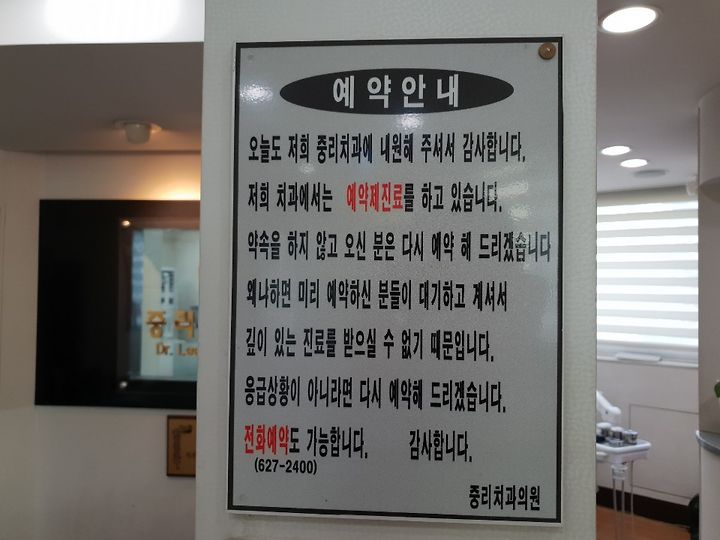 예약안내
오늘도 저희 중리치과에 내원해 주셔서 감사합니다.
저희 치과에서는 예약제진료를 하고 있습니다.
약속을 하지 않고 오신 분은 다시 예약 해 드리겠습니다
왜냐하면 미리 예약하신 분들이 대기하고 계셔서
깊이 있는 진료를 받으실 수 없기 때문입니다.
응급상황이 아니라면 다시 예약해 드리겠습니다.
전화예약도 가능합니다. 감사합니다.
(627-2400)
중리치과의원
중리
Dr.